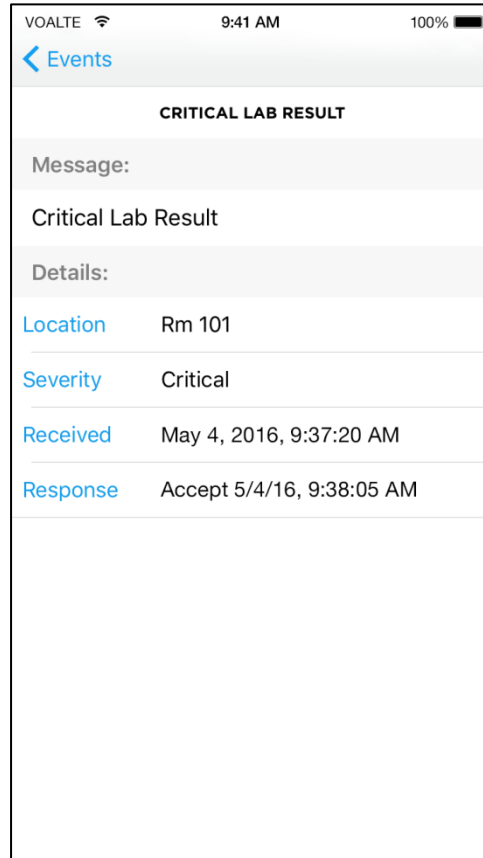 VOALTE 9:41 AM 100%
Events
CRITICAL LAB RESULT
Message:
Critical Lab Result
Details:
Location Rm 101
Severity Critical
Received May 4, 2016, 9:37:20 AM
Response Accept 5/4/16, 9:38:05 AM